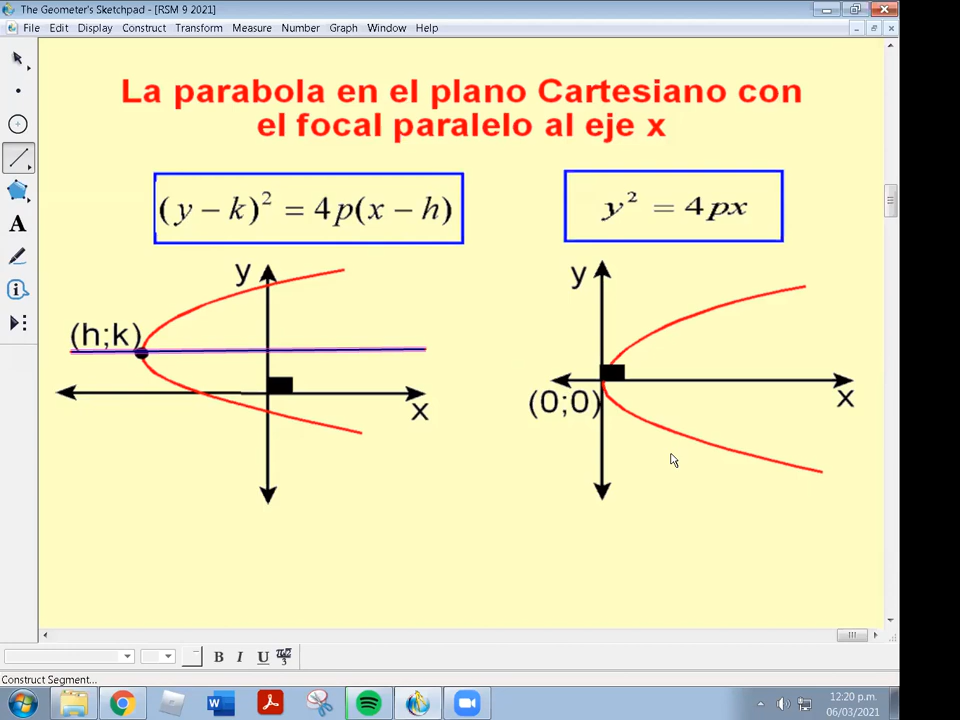 The Geometer's Sketchpad - [RSM 9 2021]
File Edit Display Construct Transform Measure Number Graph Window Help
La parabola en el plano Cartesiano con
el focal paralelo al eje x
(y − k)² = 4p(x − h)
y² = 4px
y
(h;k)
x
y
(0;0)
x
A
B I U
Construct Segment...
12:20 p.m.
06/03/2021